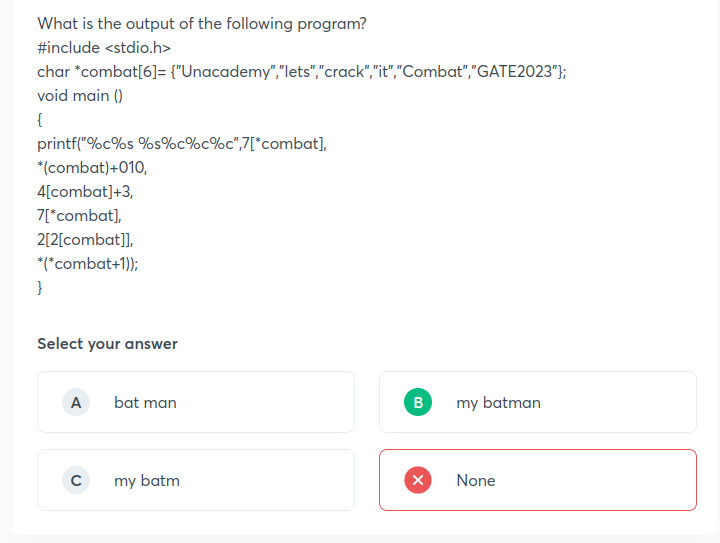 What is the output of the following program?
#include <stdio.h>
char *combat[6]= {"Unacademy","lets","crack","it","Combat","GATE2023"};
void main ()
{
printf("%c%s %s%c%c%c",7[*combat],
*(combat)+010,
4[combat]+3,
7[*combat],
2[2[combat]],
*(*combat+1));
}
Select your answer
A bat man
B my batman
C my batm
None